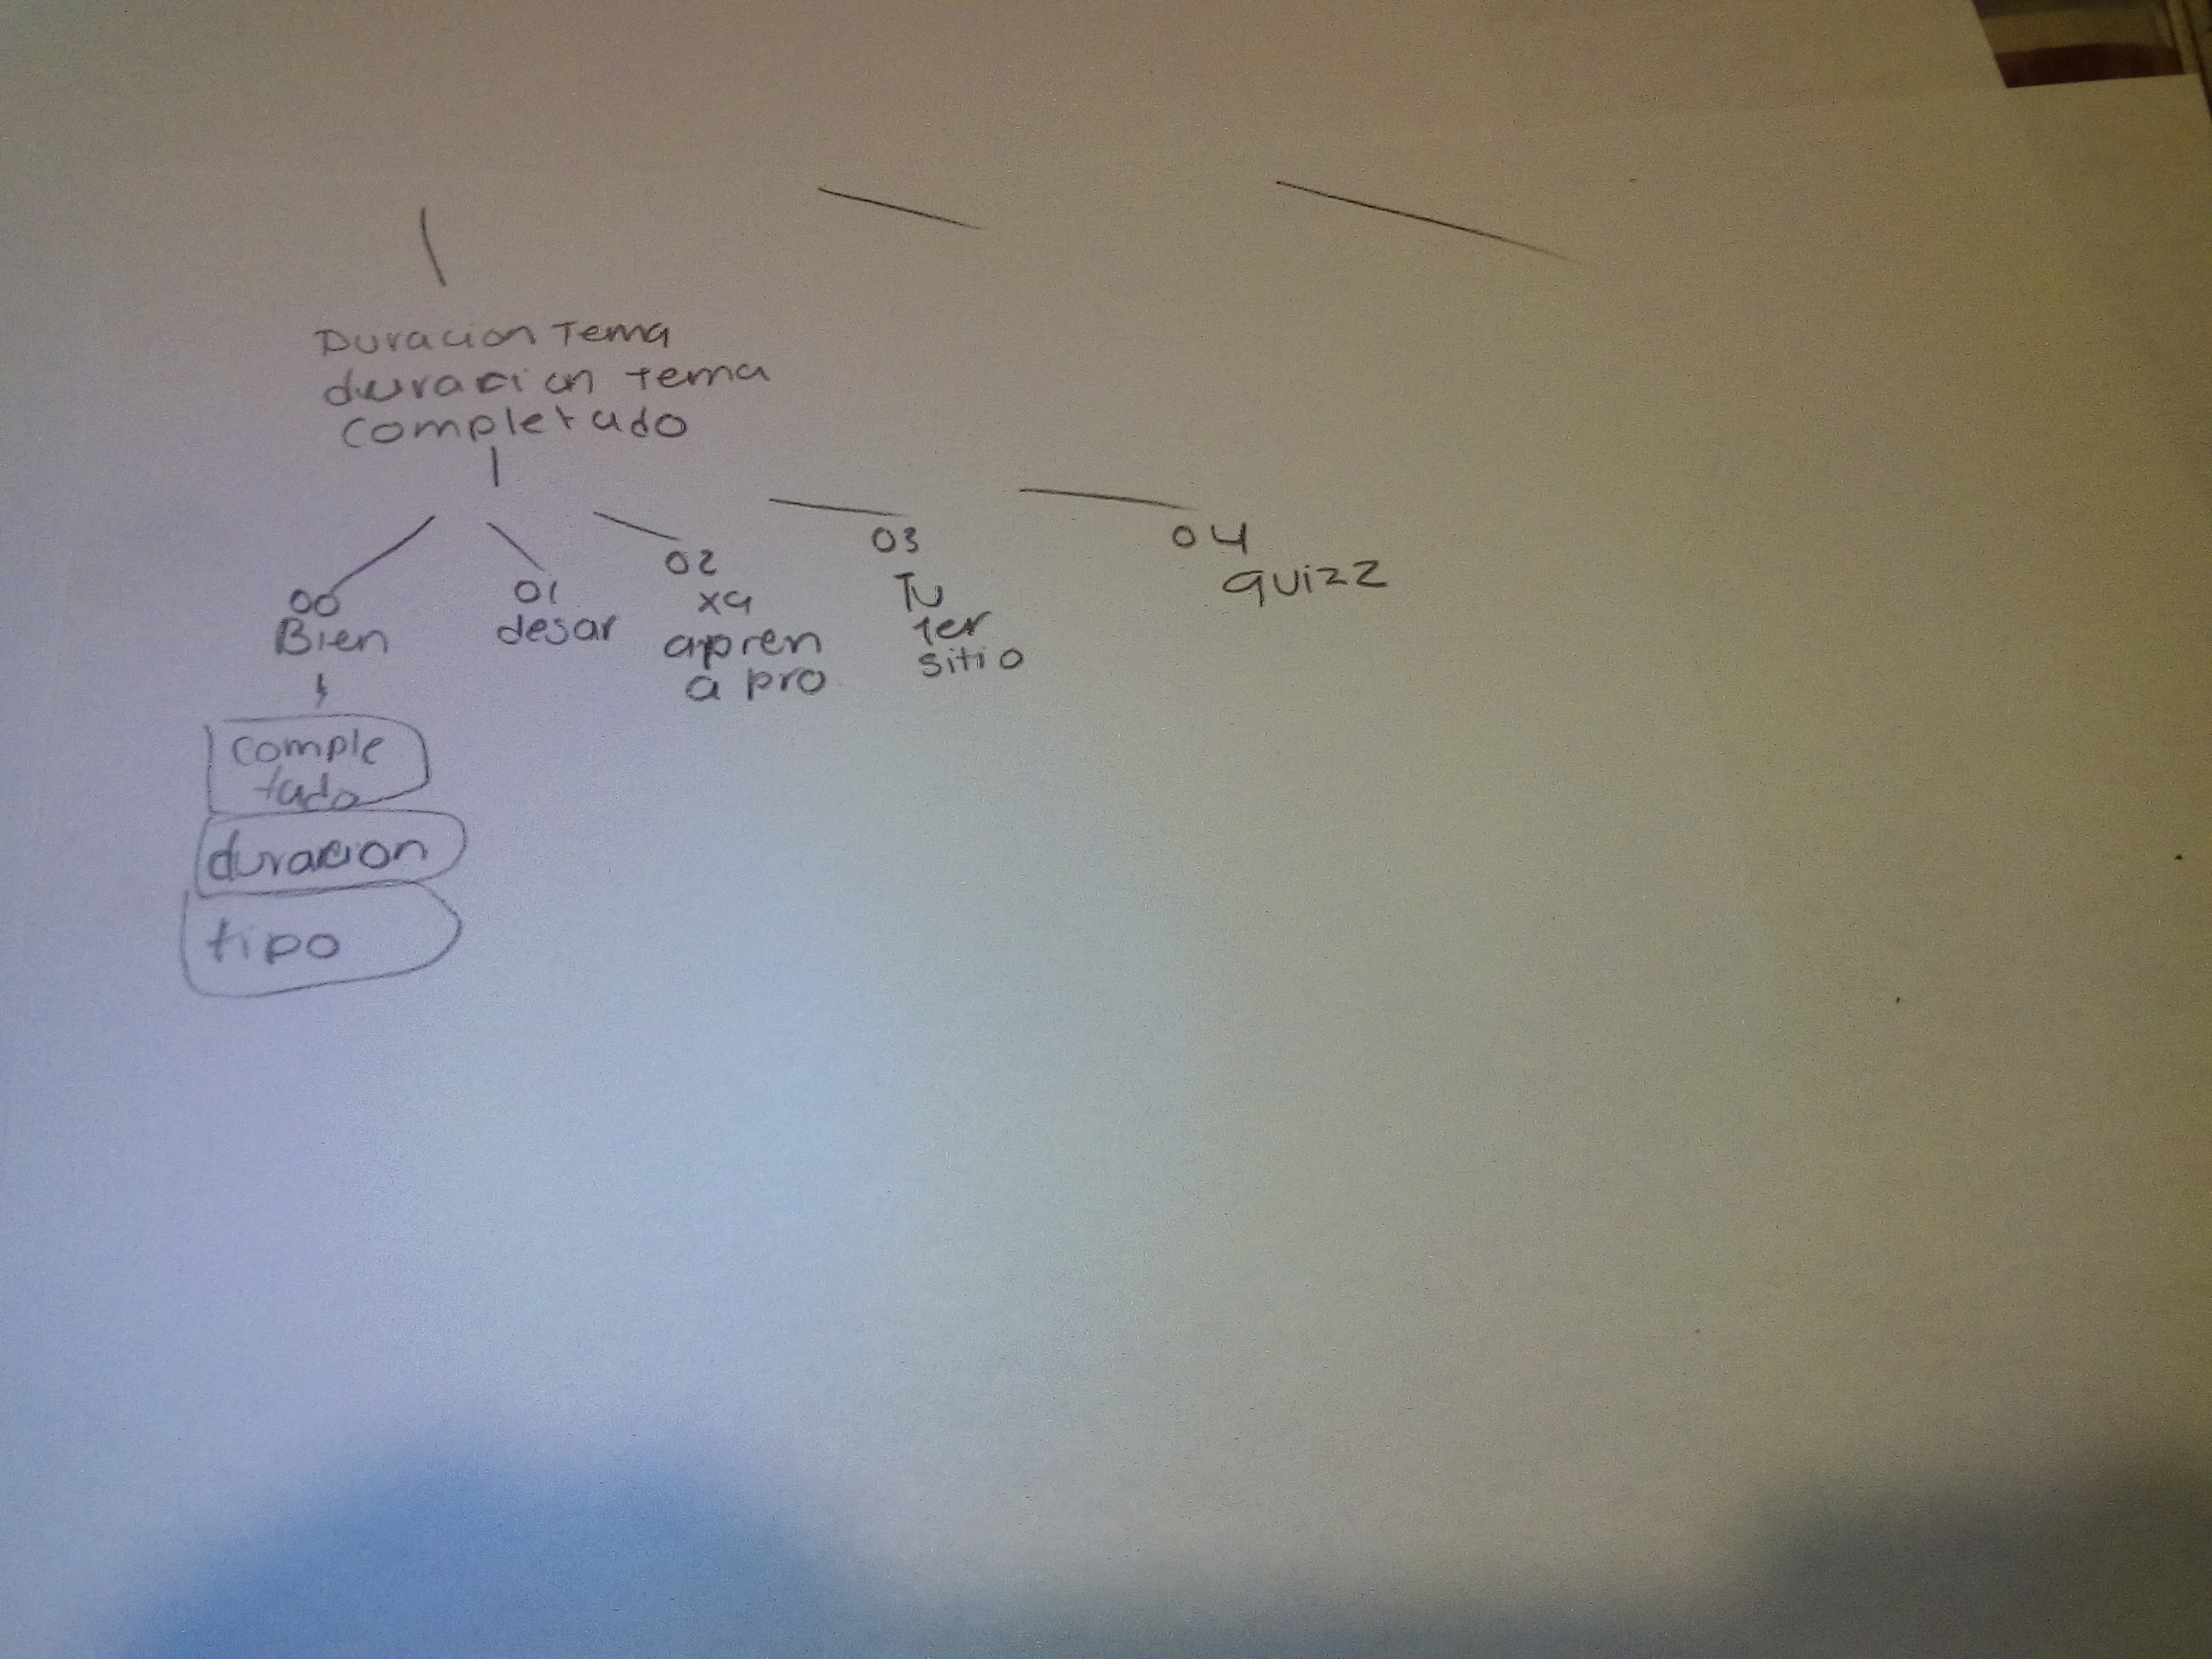 Duracion Tema
duracion tema
completado
00
Bien
01
desar
02
xa
apren
a pro
03
Tu
1er
sitio
04
quizz
comple
tado
duracion
tipo